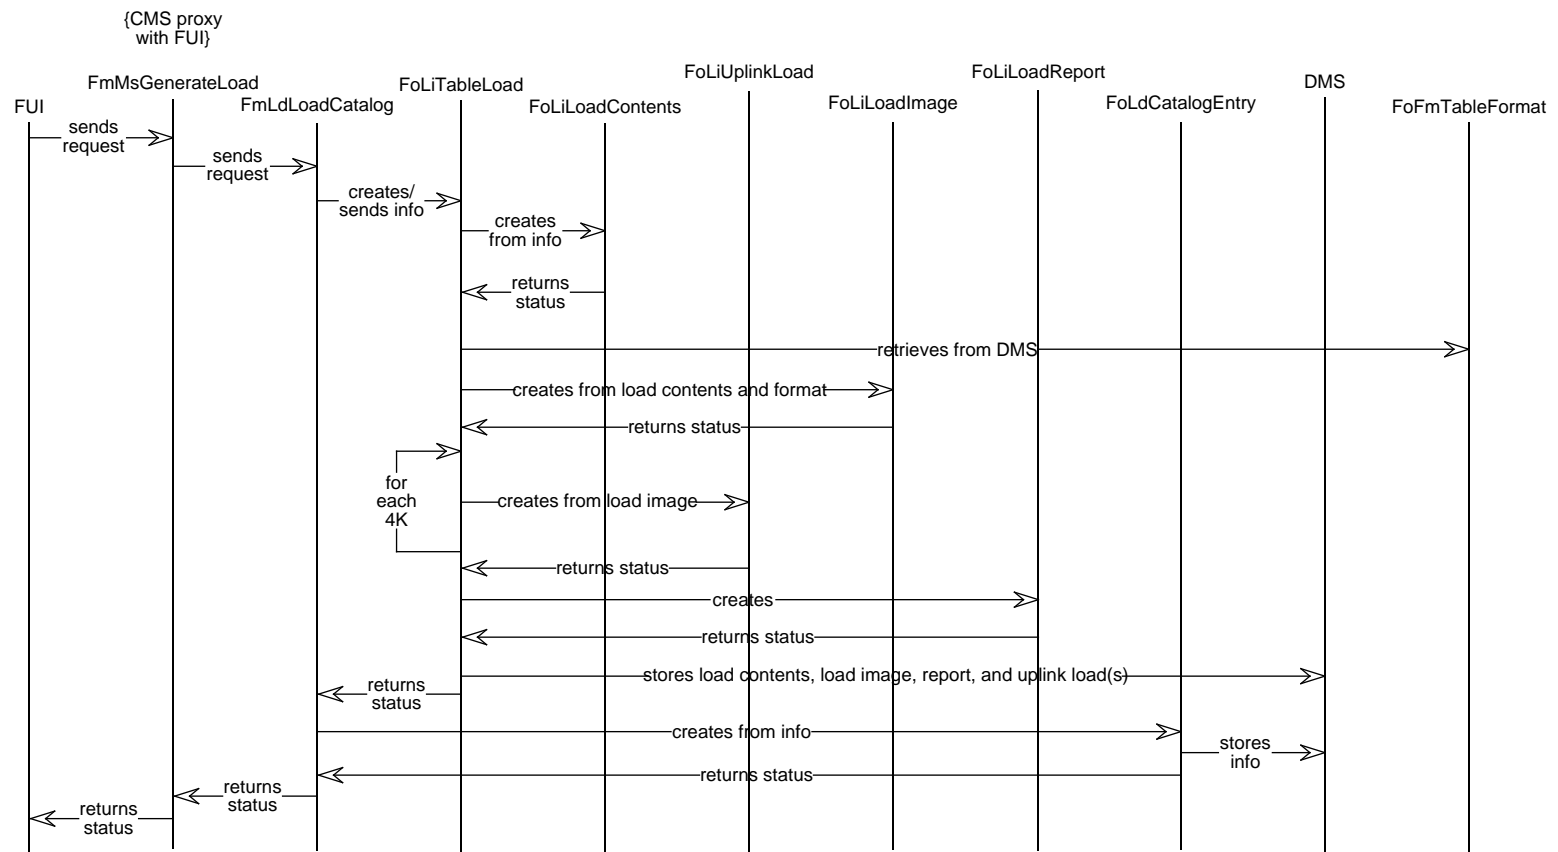 {CMS proxy
with FUI}
FmMsGenerateLoad
FoLiTableLoad
FoLiUplinkLoad
FoLiLoadReport
DMS
FUI
FmLdLoadCatalog
FoLiLoadContents
FoLiLoadImage
FoLdCatalogEntry
FoFmTableFormat
sends
request
sends
request
creates/
sends info
creates
from info
returns
status
retrieves from DMS
creates from load contents and format
returns status
for
each
4K
creates from load image
returns status
creates
returns status
stores load contents, load image, report, and uplink load(s)
returns
status
creates from info
stores
info
returns status
returns
status
returns
status